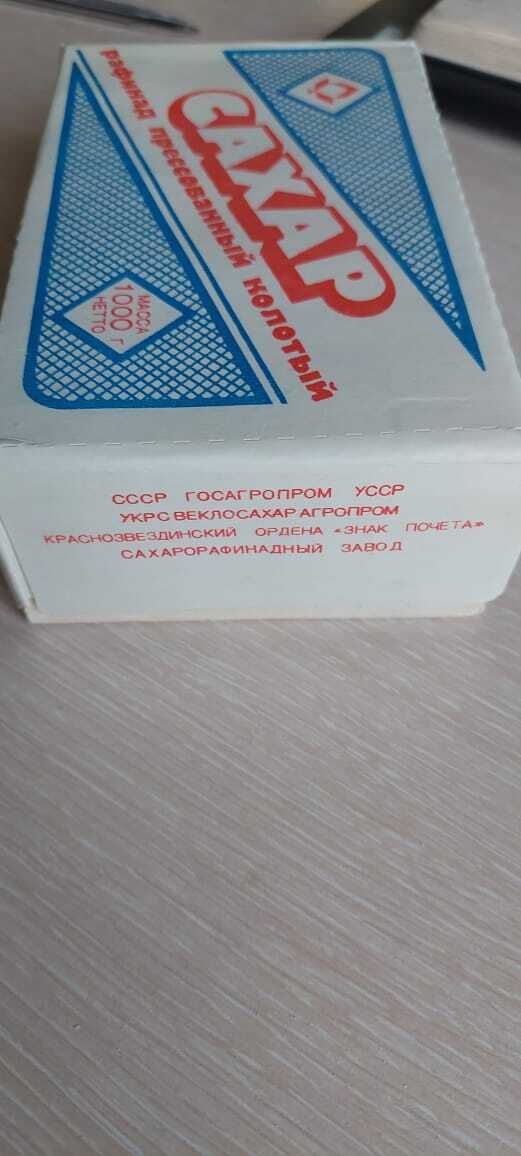 САХАР
рафинад прессованный колотый
МАССА
1000 г
НЕТТО
СССР ГОСАГРОПРОМ УССР
УКРСВЕКЛОСАХАРАГРОПРОМ
КРАСНОЗВЕЗДИНСКИЙ ОРДЕНА «ЗНАК ПОЧЕТА»
САХАРОРАФИНАДНЫЙ ЗАВОД